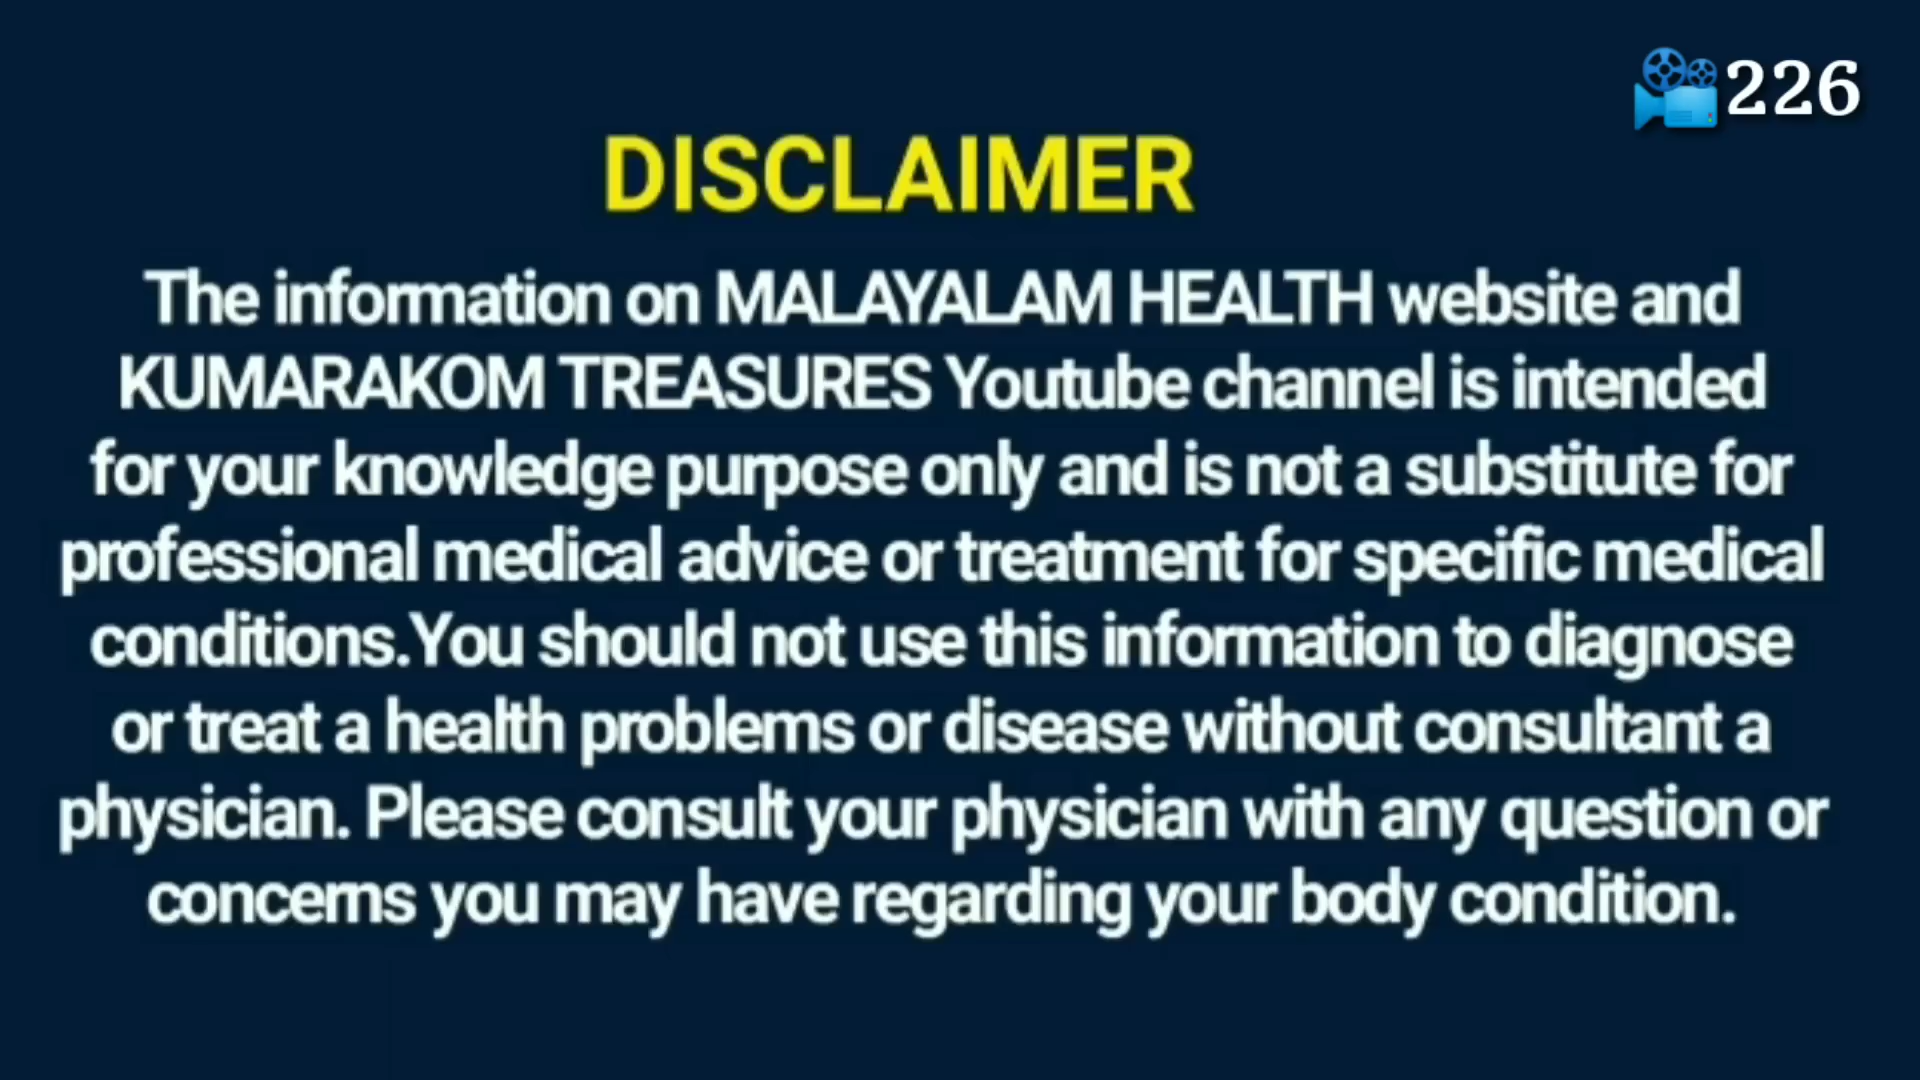 226
DISCLAIMER
The information on MALAYALAM HEALTH website and
KUMARAKOM TREASURES Youtube channel is intended
for your knowledge purpose only and is not a substitute for
professional medical advice or treatment for specific medical
conditions.You should not use this information to diagnose
or treat a health problems or disease without consultant a
physician. Please consult your physician with any question or
concerns you may have regarding your body condition.